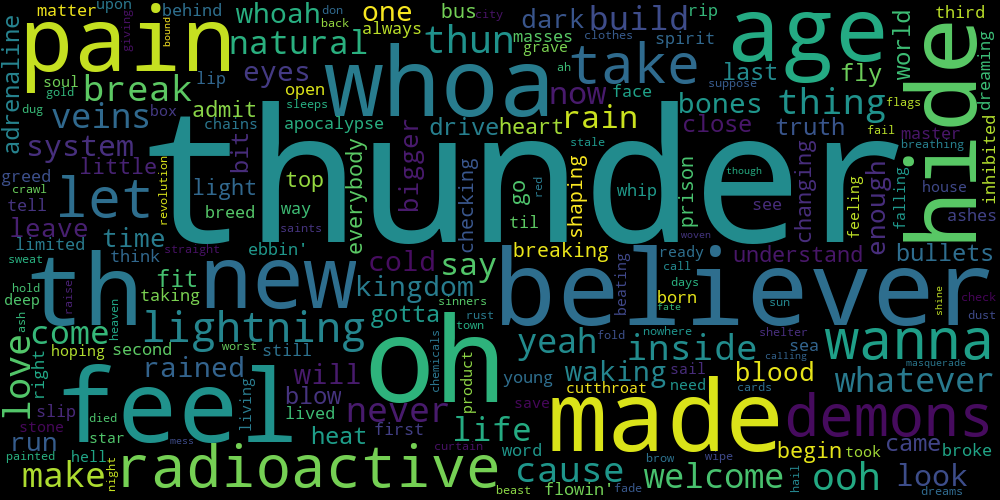 matter upon behind whoah one bus don back always
dark build rip city third
pain
natural
thun masses grave spirit clothes
age
hide
world
dreaming
adrenaline
soul gold
break
lip
eyes
open
sleeps
whoa
ah
take
face
last
fly
dug
veins
box
admit
chains
apocalypse
now
rain
bones thing
flags
giving
bound
system
bit
drive heart
close
truth
fail master
breathing
inhibited
thunder
stale
though
greed
little
light
top
everybody
bigger
checking
go
shaping
whip
prison
see
changing
enough
feeling
falling
house
crawl
tell
let
revolution
breed
way
til
red
suppose
ashes
leave
saints
woven
limited
time
straight
ebbin'
breaking
ready
understand
bullets
sweat
think
cold
say
beating
call
believer
hold
th
new
fit
kingdom
born
days
sun
shine
check
deep
raise
taking
sinners
fate
dust
ash
heaven
lightning
gotta
rust
fold
nowhere
shelter
sea
wanna
come
worst
still
oh
town
yeah
inside
calling
love
right
hoping
second
rained
chemicals
product
young
waking
sail
blood
masquerade
whatever
feel
living
will
blow
cutthroat
need
cards
slip
died
lived
never
save
made
demons
stone
star
heat
first
life
begin
took
came
run
painted
hell
mess
curtain
word
brow
wipe
broke
make
night
radioactive
beast
flowin'
cause
fade
welcome
hail
ooh
look
dreams